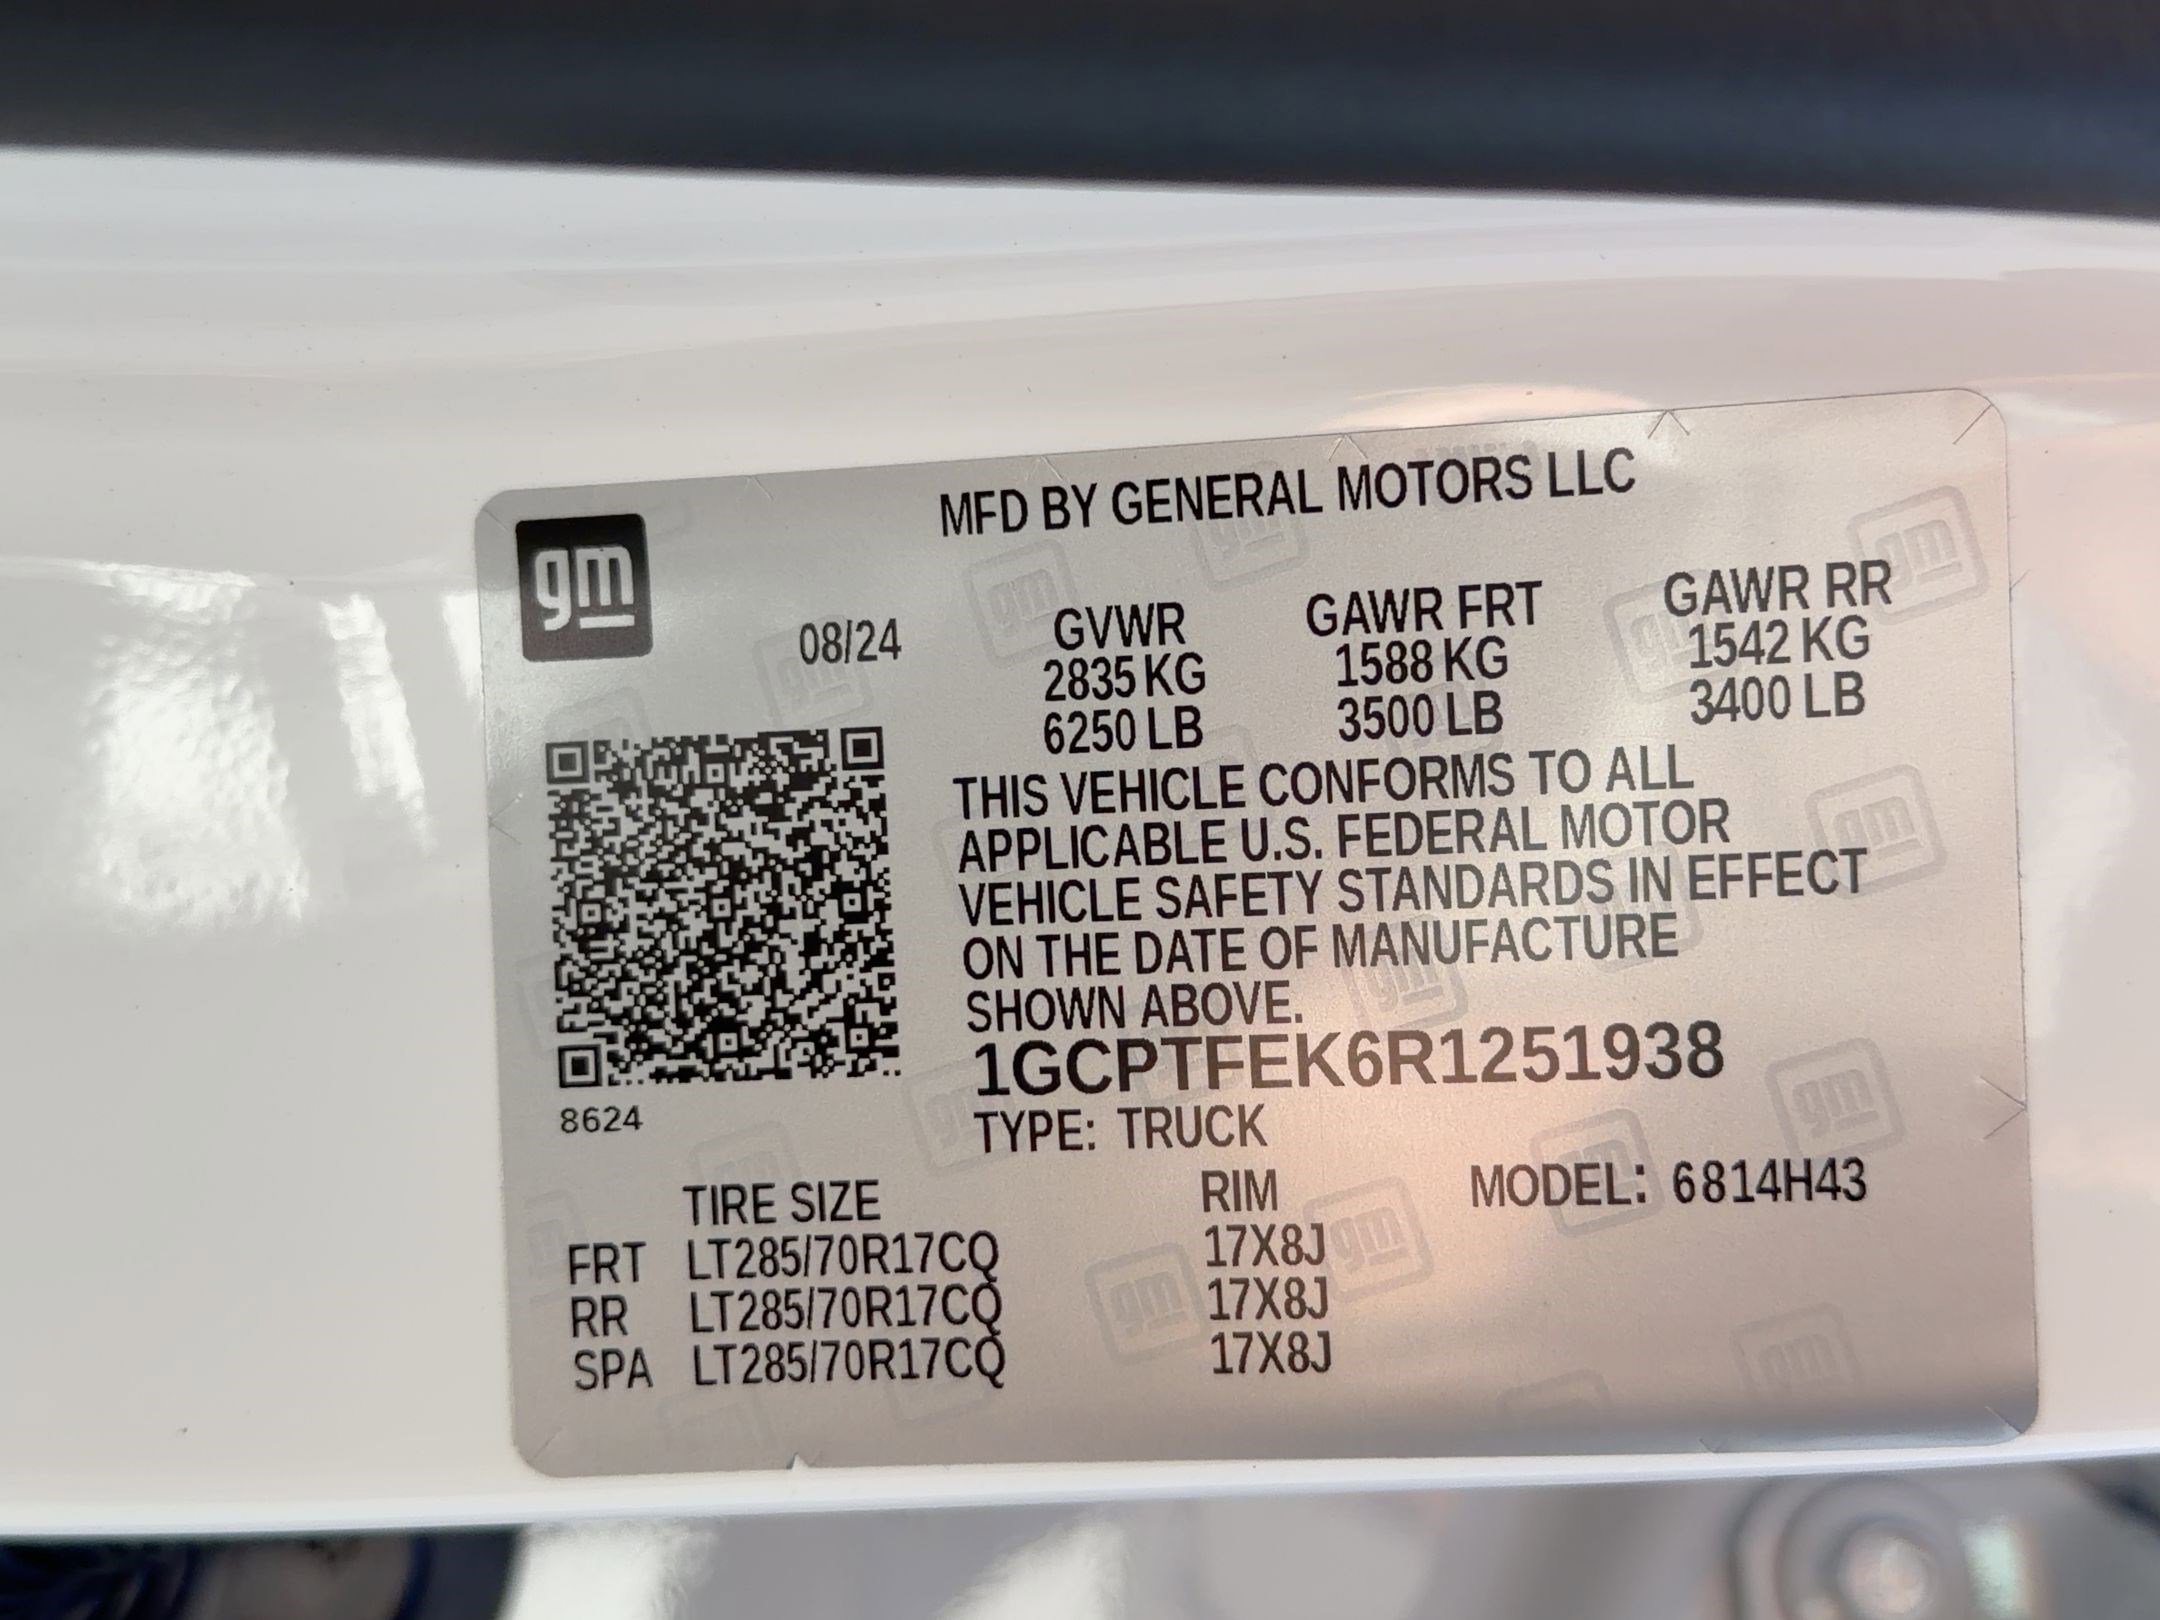 gm
MFD BY GENERAL MOTORS LLC
08/24
GVWR GAWR FRT GAWR RR
2835 KG 1588 KG 1542 KG
6250 LB 3500 LB 3400 LB
THIS VEHICLE CONFORMS TO ALL
APPLICABLE U.S. FEDERAL MOTOR
VEHICLE SAFETY STANDARDS IN EFFECT
ON THE DATE OF MANUFACTURE
SHOWN ABOVE.
1GCPTFEK6R1251938
8624
TYPE: TRUCK
TIRE SIZE RIM MODEL: 6814H43
FRT LT285/70R17CQ 17X8J
RR LT285/70R17CQ 17X8J
SPA LT285/70R17CQ 17X8J